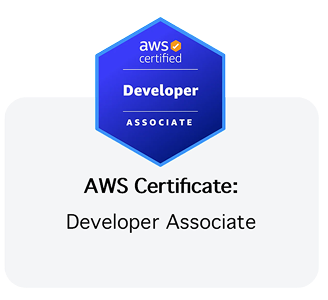 aws
certified
Developer
ASSOCIATE
AWS Certificate:
Developer Associate